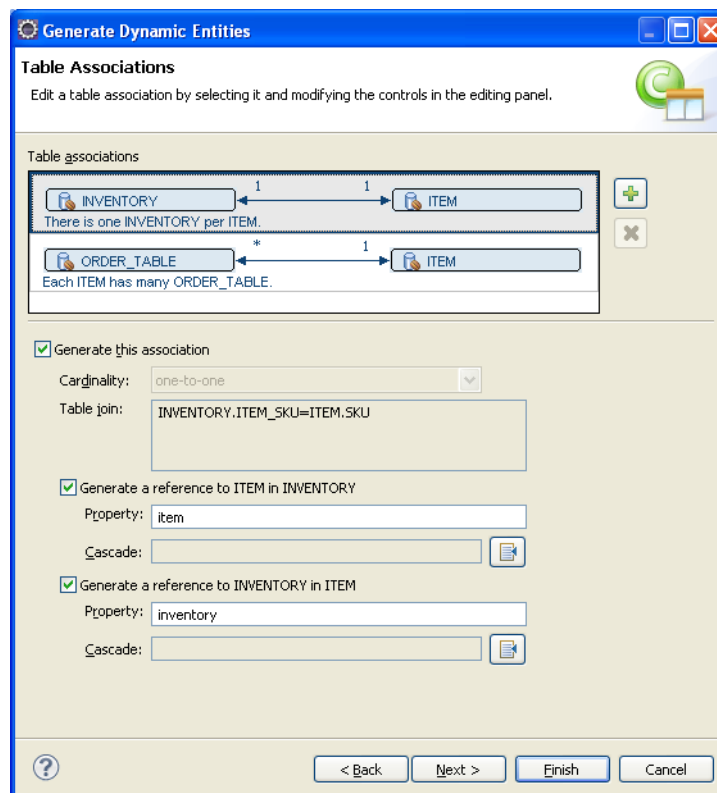 Generate Dynamic Entities
Table Associations
Edit a table association by selecting it and modifying the controls in the editing panel.
Table associations
INVENTORY 1 1 ITEM
There is one INVENTORY per ITEM.
ORDER_TABLE * 1 ITEM
Each ITEM has many ORDER_TABLE.
Generate this association
Cardinality: one-to-one
Table join: INVENTORY.ITEM_SKU=ITEM.SKU
Generate a reference to ITEM in INVENTORY
Property: item
Cascade:
Generate a reference to INVENTORY in ITEM
Property: inventory
Cascade:
? < Back Next > Finish Cancel